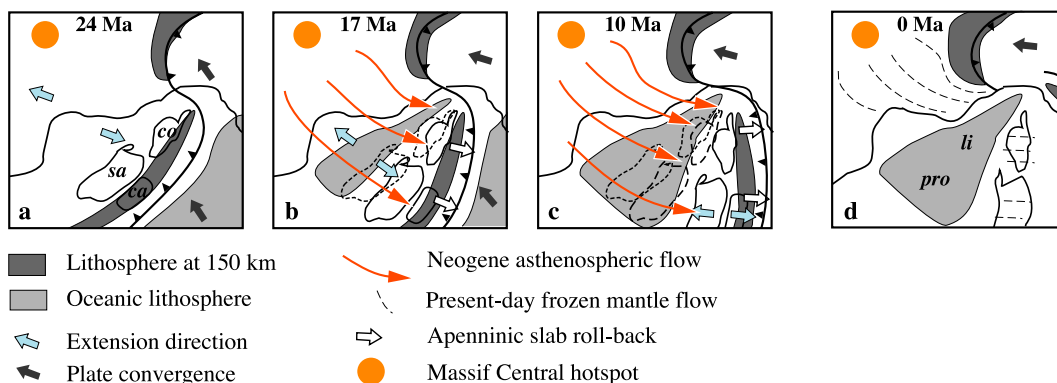 24 Ma
17 Ma
10 Ma
0 Ma
co
sa
ca
li
pro
a
b
c
d
Lithosphere at 150 km
Oceanic lithosphere
Extension direction
Plate convergence
Neogene asthenospheric flow
Present-day frozen mantle flow
Apenninic slab roll-back
Massif Central hotspot